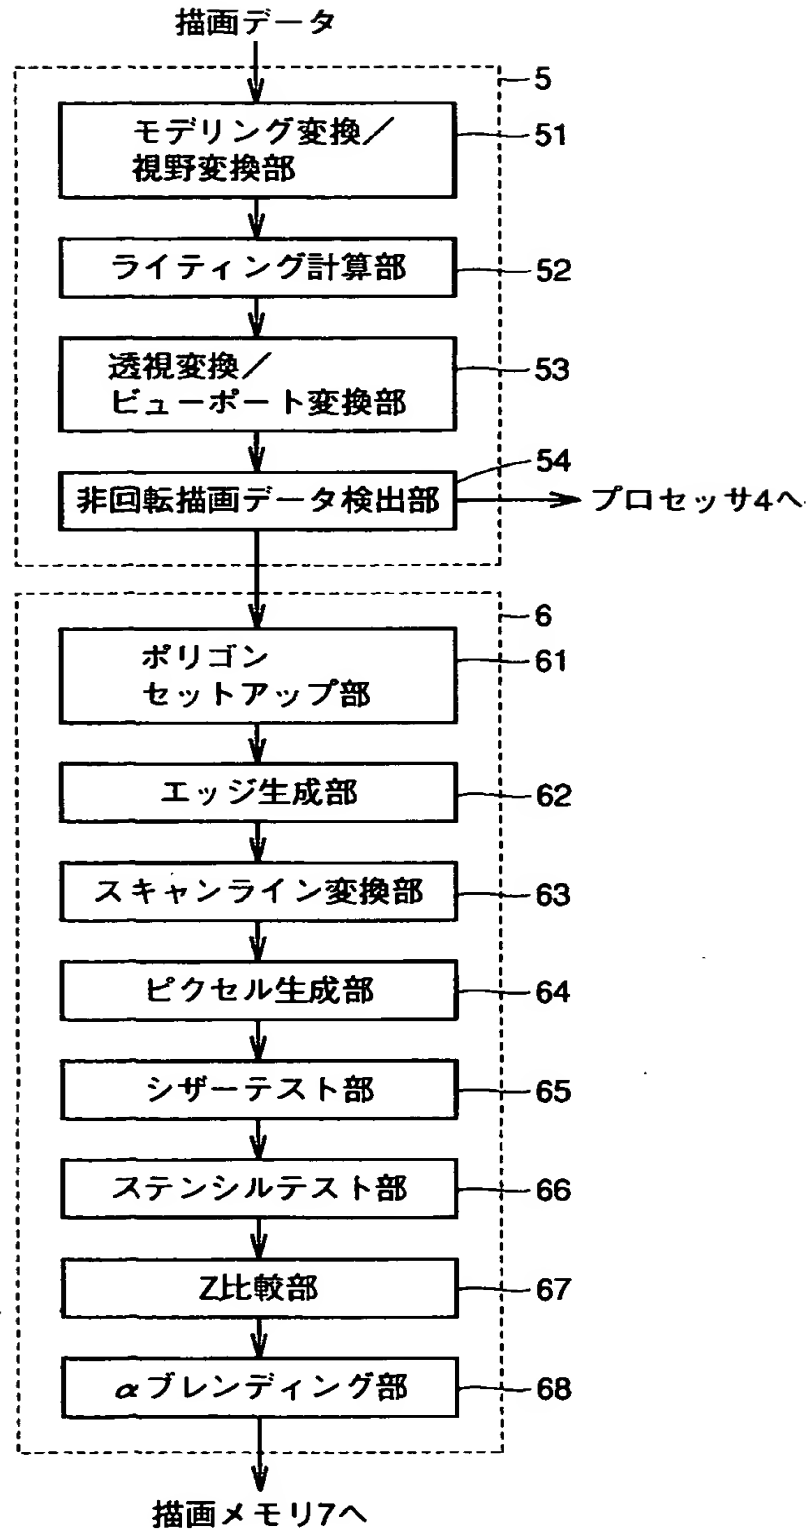 描画データ
5
モデリング変換／
視野変換部
51
ライティング計算部
52
透視変換／
ビューポート変換部
53
54
非回転描画データ検出部
プロセッサ4へ
6
ポリゴン
セットアップ部
61
エッジ生成部
62
スキャンライン変換部
63
ピクセル生成部
64
シザーテスト部
65
ステンシルテスト部
66
Z比較部
67
αブレンディング部
68
描画メモリ7へ